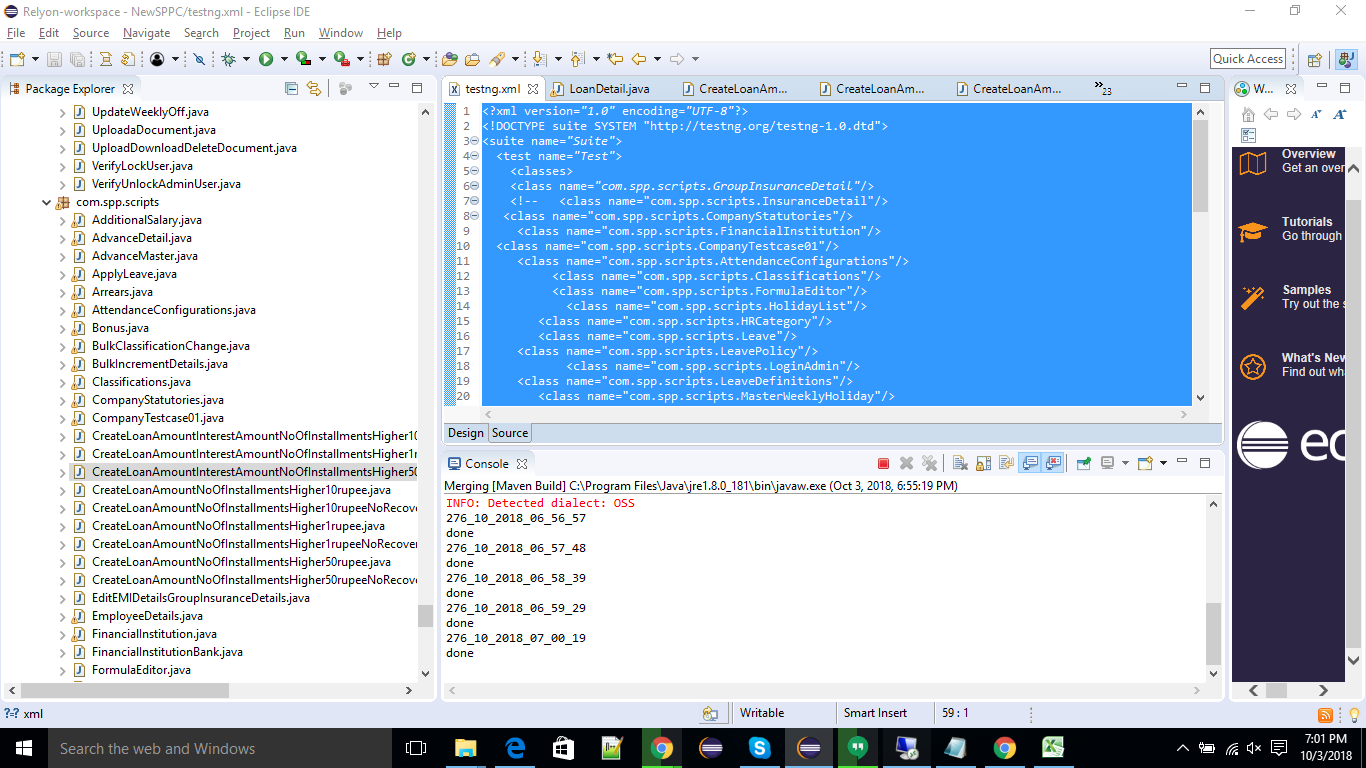 Relyon-workspace - NewSPPC/testng.xml - Eclipse IDE
File Edit Source Navigate Search Project Run Window Help
Quick Access
Package Explorer
UpdateWeeklyOff.java
UploadaDocument.java
UploadDownloadDeleteDocument.java
VerifyLockUser.java
VerifyUnlockAdminUser.java
com.spp.scripts
AdditionalSalary.java
AdvanceDetail.java
AdvanceMaster.java
ApplyLeave.java
Arrears.java
AttendanceConfigurations.java
Bonus.java
BulkClassificationChange.java
BulkIncrementDetails.java
Classifications.java
CompanyStatutories.java
CompanyTestcase01.java
CreateLoanAmountInterestAmountNoOfInstallmentsHigher10
CreateLoanAmountInterestAmountNoOfInstallmentsHigher1r
CreateLoanAmountInterestAmountNoOfInstallmentsHigher50
CreateLoanAmountNoOfInstallmentsHigher10rupee.java
CreateLoanAmountNoOfInstallmentsHigher10rupeeNoRecove
CreateLoanAmountNoOfInstallmentsHigher1rupee.java
CreateLoanAmountNoOfInstallmentsHigher1rupeeNoRecover
CreateLoanAmountNoOfInstallmentsHigher50rupee.java
CreateLoanAmountNoOfInstallmentsHigher50rupeeNoRecove
EditEMIDetailsGroupInsuranceDetails.java
EmployeeDetails.java
FinancialInstitution.java
FinancialInstitutionBank.java
FormulaEditor.java
testng.xml LoanDetail.java CreateLoanAm... CreateLoanAm... CreateLoanAm... »23
1 <?xml version="1.0" encoding="UTF-8"?>
2 <!DOCTYPE suite SYSTEM "http://testng.org/testng-1.0.dtd">
3 <suite name="Suite">
4 <test name="Test">
5 <classes>
6 <class name="com.spp.scripts.GroupInsuranceDetail"/>
7 <!-- <class name="com.spp.scripts.InsuranceDetail"/>
8 <class name="com.spp.scripts.CompanyStatutories"/>
9 <class name="com.spp.scripts.FinancialInstitution"/>
10 <class name="com.spp.scripts.CompanyTestcase01"/>
11 <class name="com.spp.scripts.AttendanceConfigurations"/>
12 <class name="com.spp.scripts.Classifications"/>
13 <class name="com.spp.scripts.FormulaEditor"/>
14 <class name="com.spp.scripts.HolidayList"/>
15 <class name="com.spp.scripts.HRCategory"/>
16 <class name="com.spp.scripts.Leave"/>
17 <class name="com.spp.scripts.LeavePolicy"/>
18 <class name="com.spp.scripts.LoginAdmin"/>
19 <class name="com.spp.scripts.LeaveDefinitions"/>
20 <class name="com.spp.scripts.MasterWeeklyHoliday"/>
Design Source
Console
Merging [Maven Build] C:\Program Files\Java\jre1.8.0_181\bin\javaw.exe (Oct 3, 2018, 6:55:19 PM)
INFO: Detected dialect: OSS
276_10_2018_06_56_57
done
276_10_2018_06_57_48
done
276_10_2018_06_58_39
done
276_10_2018_06_59_29
done
276_10_2018_07_00_19
done
W...
Overview
Get an over
Tutorials
Go through
Samples
Try out the s
What's New
Find out wha
ec
xml
Writable
Smart Insert
59 : 1
Search the web and Windows
7:01 PM
10/3/2018